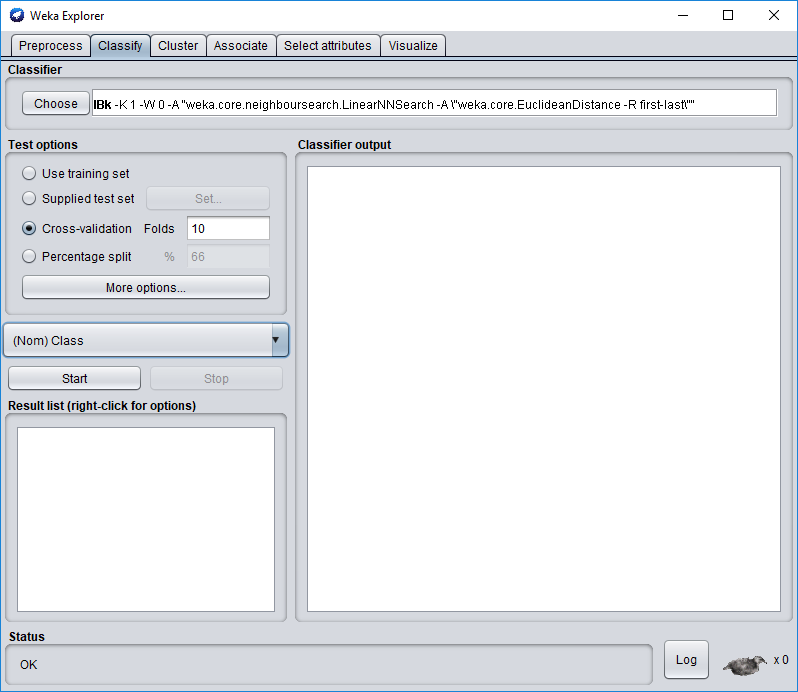 Weka Explorer
Preprocess Classify Cluster Associate Select attributes Visualize
Classifier
Choose IBk -K 1 -W 0 -A "weka.core.neighboursearch.LinearNNSearch -A \"weka.core.EuclideanDistance -R first-last\""
Test options
Use training set
Supplied test set Set...
Cross-validation Folds 10
Percentage split % 66
More options...
(Nom) Class
Start Stop
Result list (right-click for options)
Classifier output
Status
OK
Log x 0